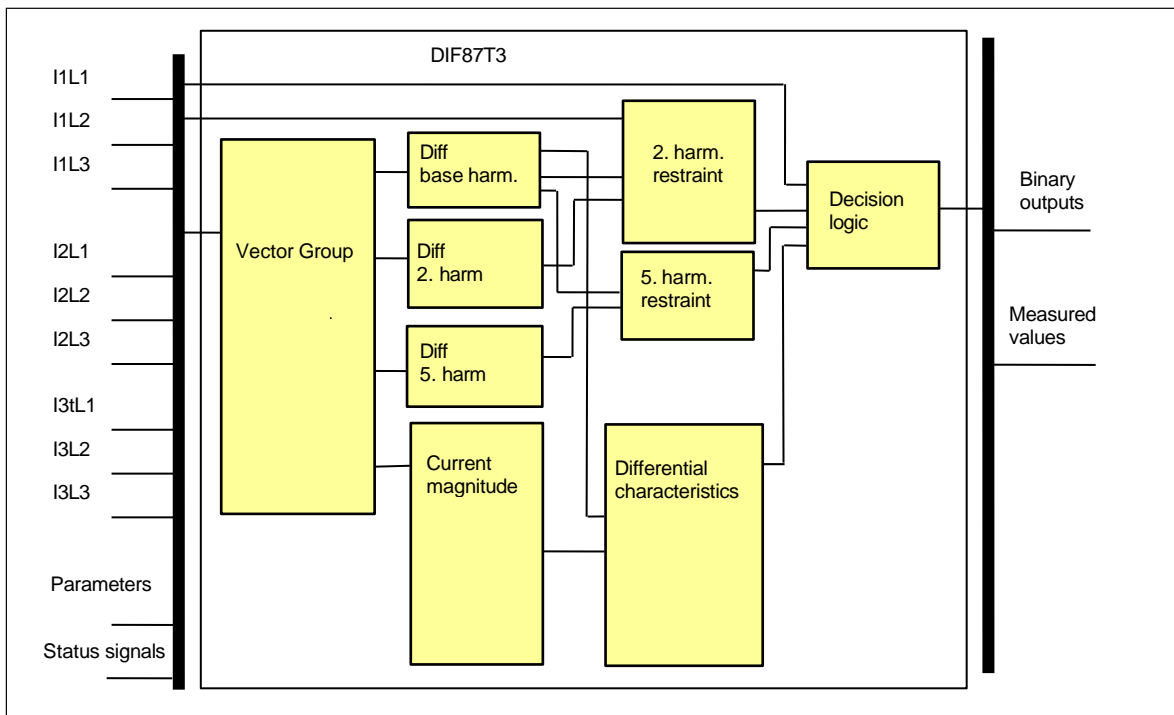 DIF87T3
I1L1
I1L2
I1L3
I2L1
I2L2
I2L3
I3tL1
I3L2
I3L3
Parameters
Status signals
Vector Group
Diff
base harm.
Diff
2. harm
Diff
5. harm
Current
magnitude
2. harm.
restraint
5. harm.
restraint
Differential
characteristics
Decision
logic
Binary
outputs
Measured
values